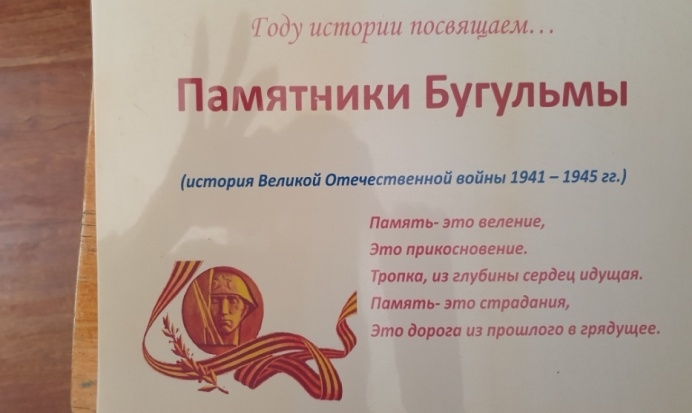 Году истории посвящаем...
Памятники Бугульмы
(история Великой Отечественной войны 1941 – 1945 гг.)
Память- это веление,
Это прикосновение.
Тропка, из глубины сердец идущая.
Память- это страдания,
Это дорога из прошлого в грядущее.